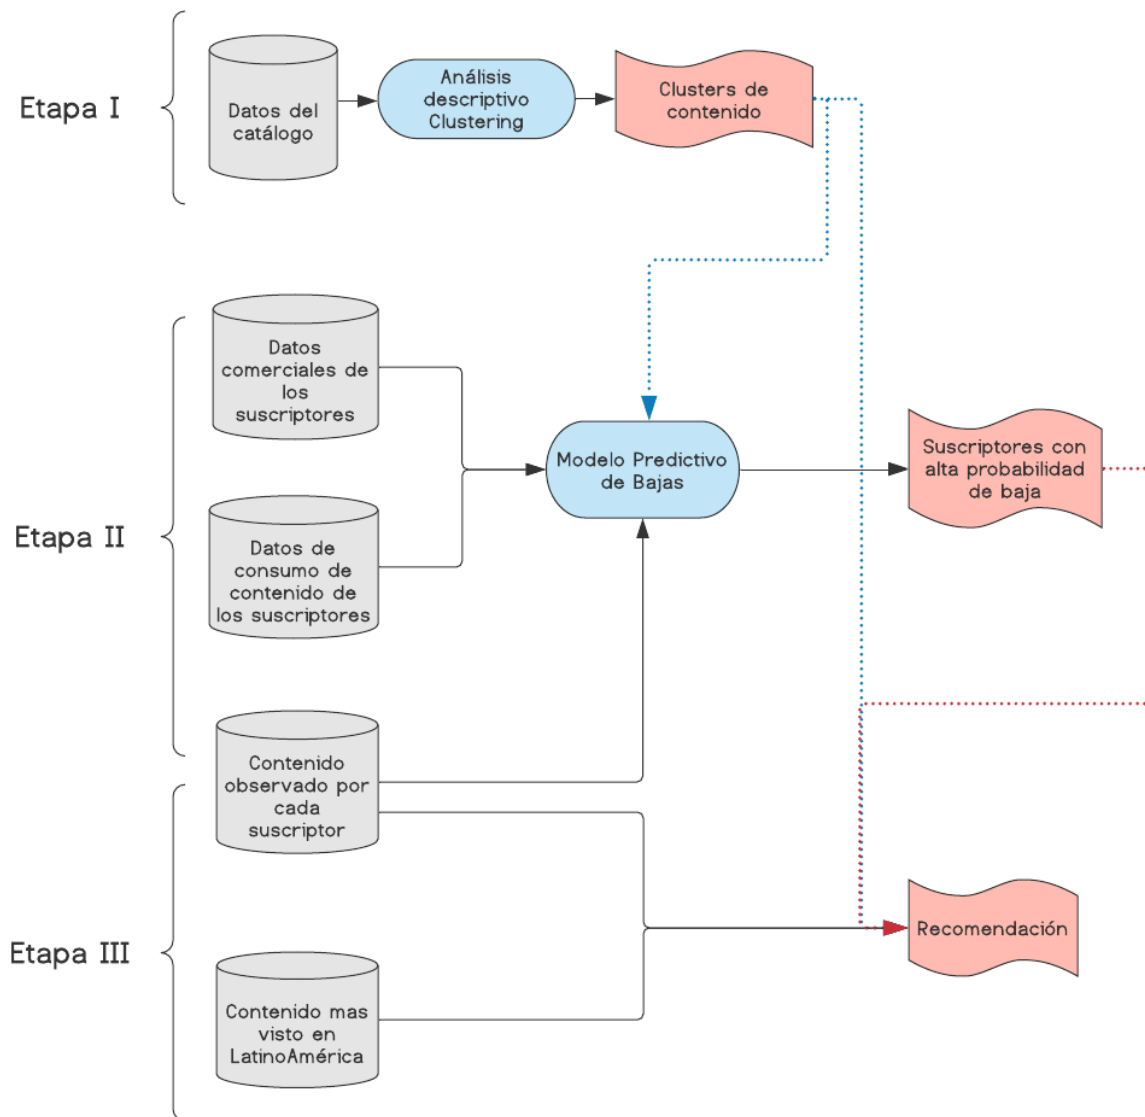 Etapa I
Datos del
catálogo
Análisis
descriptivo
Clustering
Clusters de
contenido
Etapa II
Datos
comerciales de
los
suscriptores
Datos de
consumo de
contenido de
los suscriptores
Modelo Predictivo
de Bajas
Suscriptores con
alta probabilidad
de baja
Contenido
observado por
cada
suscriptor
Etapa III
Contenido mas
visto en
LatinoAmérica
Recomendación